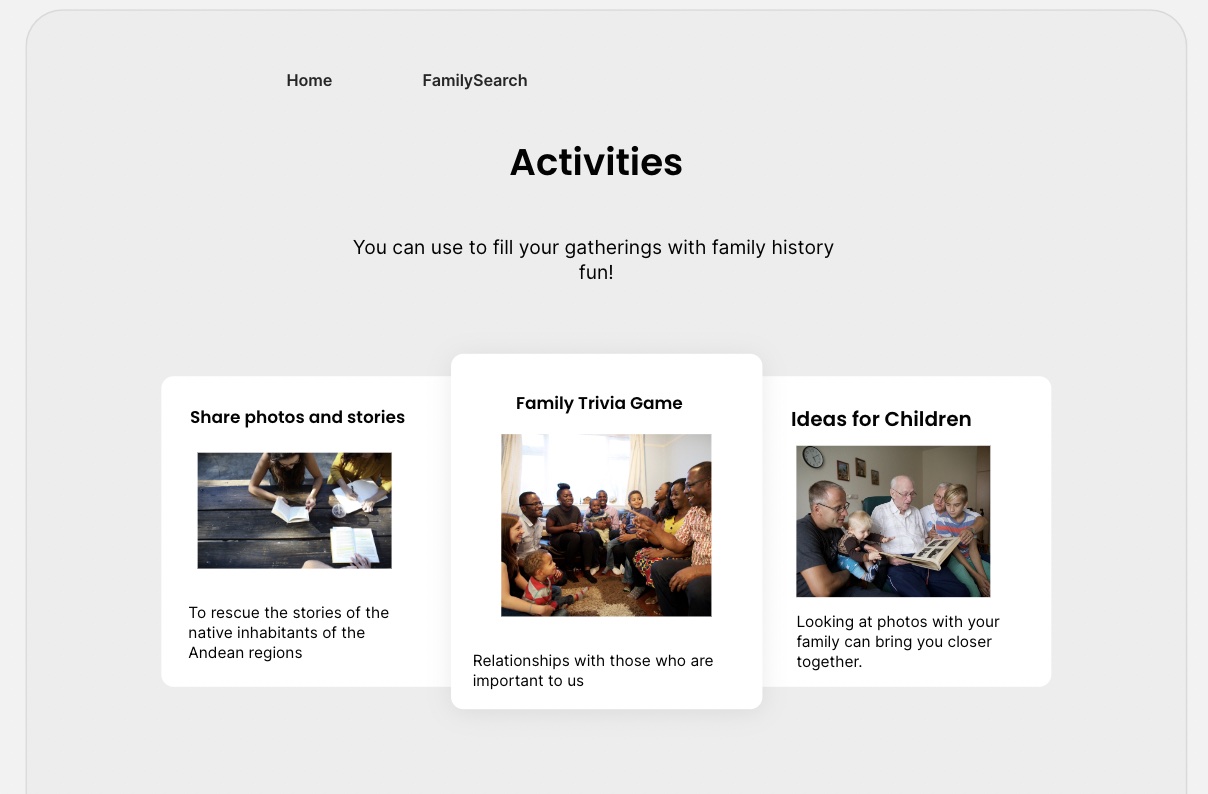 Home FamilySearch
Activities
You can use to fill your gatherings with family history
fun!
Share photos and stories
To rescue the stories of the
native inhabitants of the
Andean regions
Family Trivia Game
Relationships with those who are
important to us
Ideas for Children
Looking at photos with your
family can bring you closer
together.